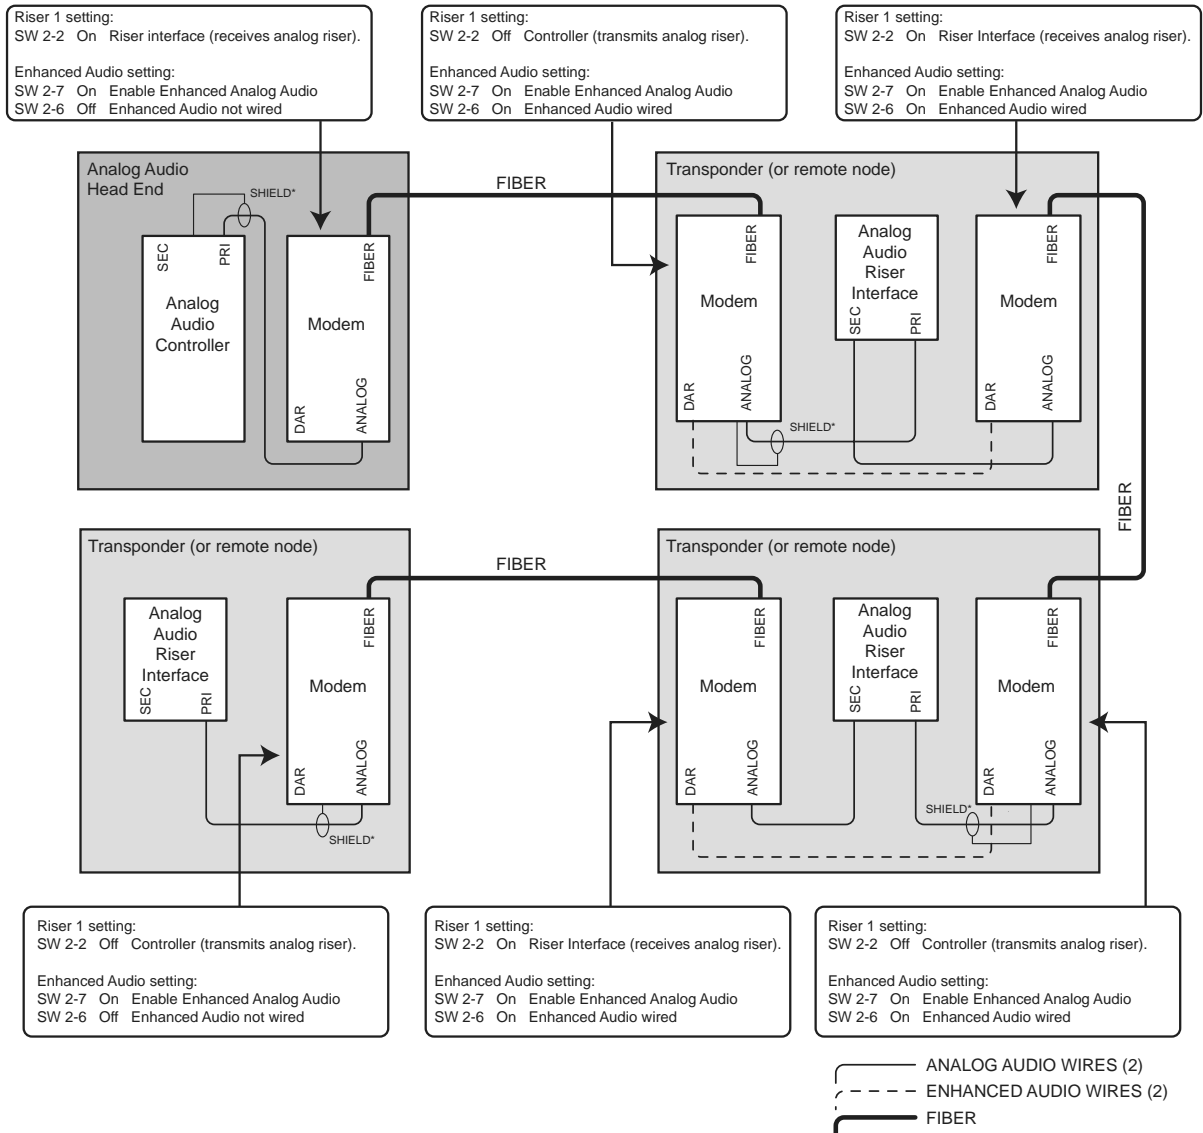 Riser 1 setting:
SW 2-2 On Riser interface (receives analog riser).
Enhanced Audio setting:
SW 2-7 On Enable Enhanced Analog Audio
SW 2-6 Off Enhanced Audio not wired
Riser 1 setting:
SW 2-2 Off Controller (transmits analog riser).
Enhanced Audio setting:
SW 2-7 On Enable Enhanced Analog Audio
SW 2-6 On Enhanced Audio wired
Riser 1 setting:
SW 2-2 On Riser Interface (receives analog riser).
Enhanced Audio setting:
SW 2-7 On Enable Enhanced Analog Audio
SW 2-6 On Enhanced Audio wired
Analog Audio
Head End
SHIELD*
SEC
PRI
Analog
Audio
Controller
FIBER
Modem
DAR
ANALOG
FIBER
Transponder (or remote node)
FIBER
Modem
DAR
ANALOG
SHIELD*
Analog
Audio
Riser
Interface
SEC
PRI
FIBER
Modem
DAR
ANALOG
FIBER
Transponder (or remote node)
Analog
Audio
Riser
Interface
SEC
PRI
FIBER
Modem
DAR
ANALOG
SHIELD*
FIBER
Transponder (or remote node)
FIBER
Modem
DAR
ANALOG
Analog
Audio
Riser
Interface
SEC
PRI
FIBER
Modem
DAR
ANALOG
SHIELD*
Riser 1 setting:
SW 2-2 Off Controller (transmits analog riser).
Enhanced Audio setting:
SW 2-7 On Enable Enhanced Analog Audio
SW 2-6 Off Enhanced Audio not wired
Riser 1 setting:
SW 2-2 On Riser Interface (receives analog riser).
Enhanced Audio setting:
SW 2-7 On Enable Enhanced Analog Audio
SW 2-6 On Enhanced Audio wired
Riser 1 setting:
SW 2-2 Off Controller (transmits analog riser).
Enhanced Audio setting:
SW 2-7 On Enable Enhanced Analog Audio
SW 2-6 On Enhanced Audio wired
ANALOG AUDIO WIRES (2)
ENHANCED AUDIO WIRES (2)
FIBER